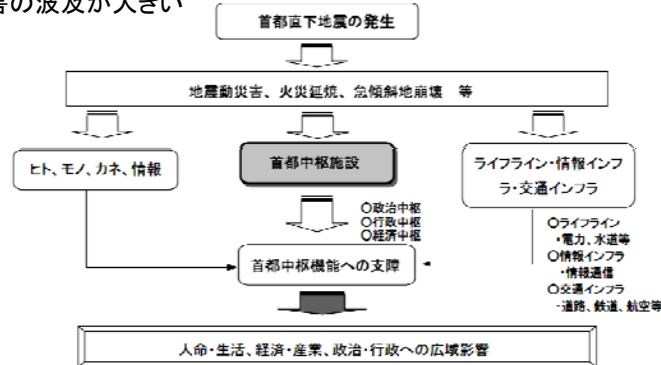 害の波及が大きい
首都直下地震の発生
地震動災害、火災延焼、急傾斜地崩壊 等
ヒト、モノ、カネ、情報
首都中枢施設
ライフライン・情報インフ
ラ・交通インフラ
○政治中枢
○行政中枢
○経済中枢
○ライフライン
・電力、水道等
○情報インフラ
・情報通信
○交通インフラ
・道路、鉄道、航空等
首都中枢機能への支障
人命・生活、経済・産業、政治・行政への広域影響